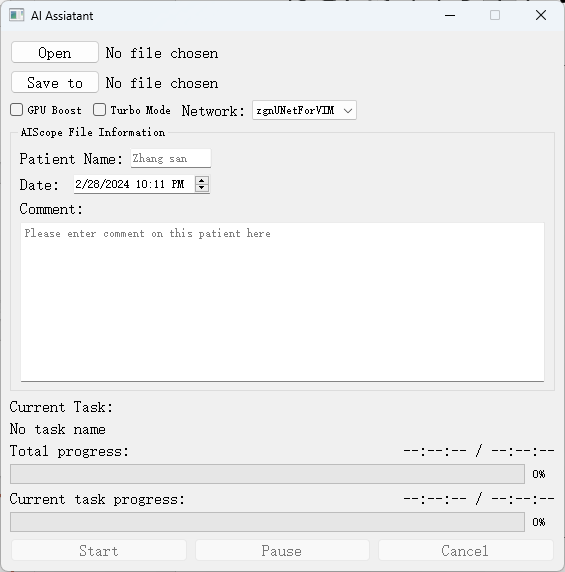 AI Assiatant
Open No file chosen
Save to No file chosen
GPU Boost Turbo Mode Network: zgnUNetForVIM
AIScope File Information
Patient Name: Zhang san
Date: 2/28/2024 10:11 PM
Comment:
Please enter comment on this patient here
Current Task:
No task name
Total progress: --:--:-- / --:--:--
0%
Current task progress: --:--:-- / --:--:--
0%
Start Pause Cancel